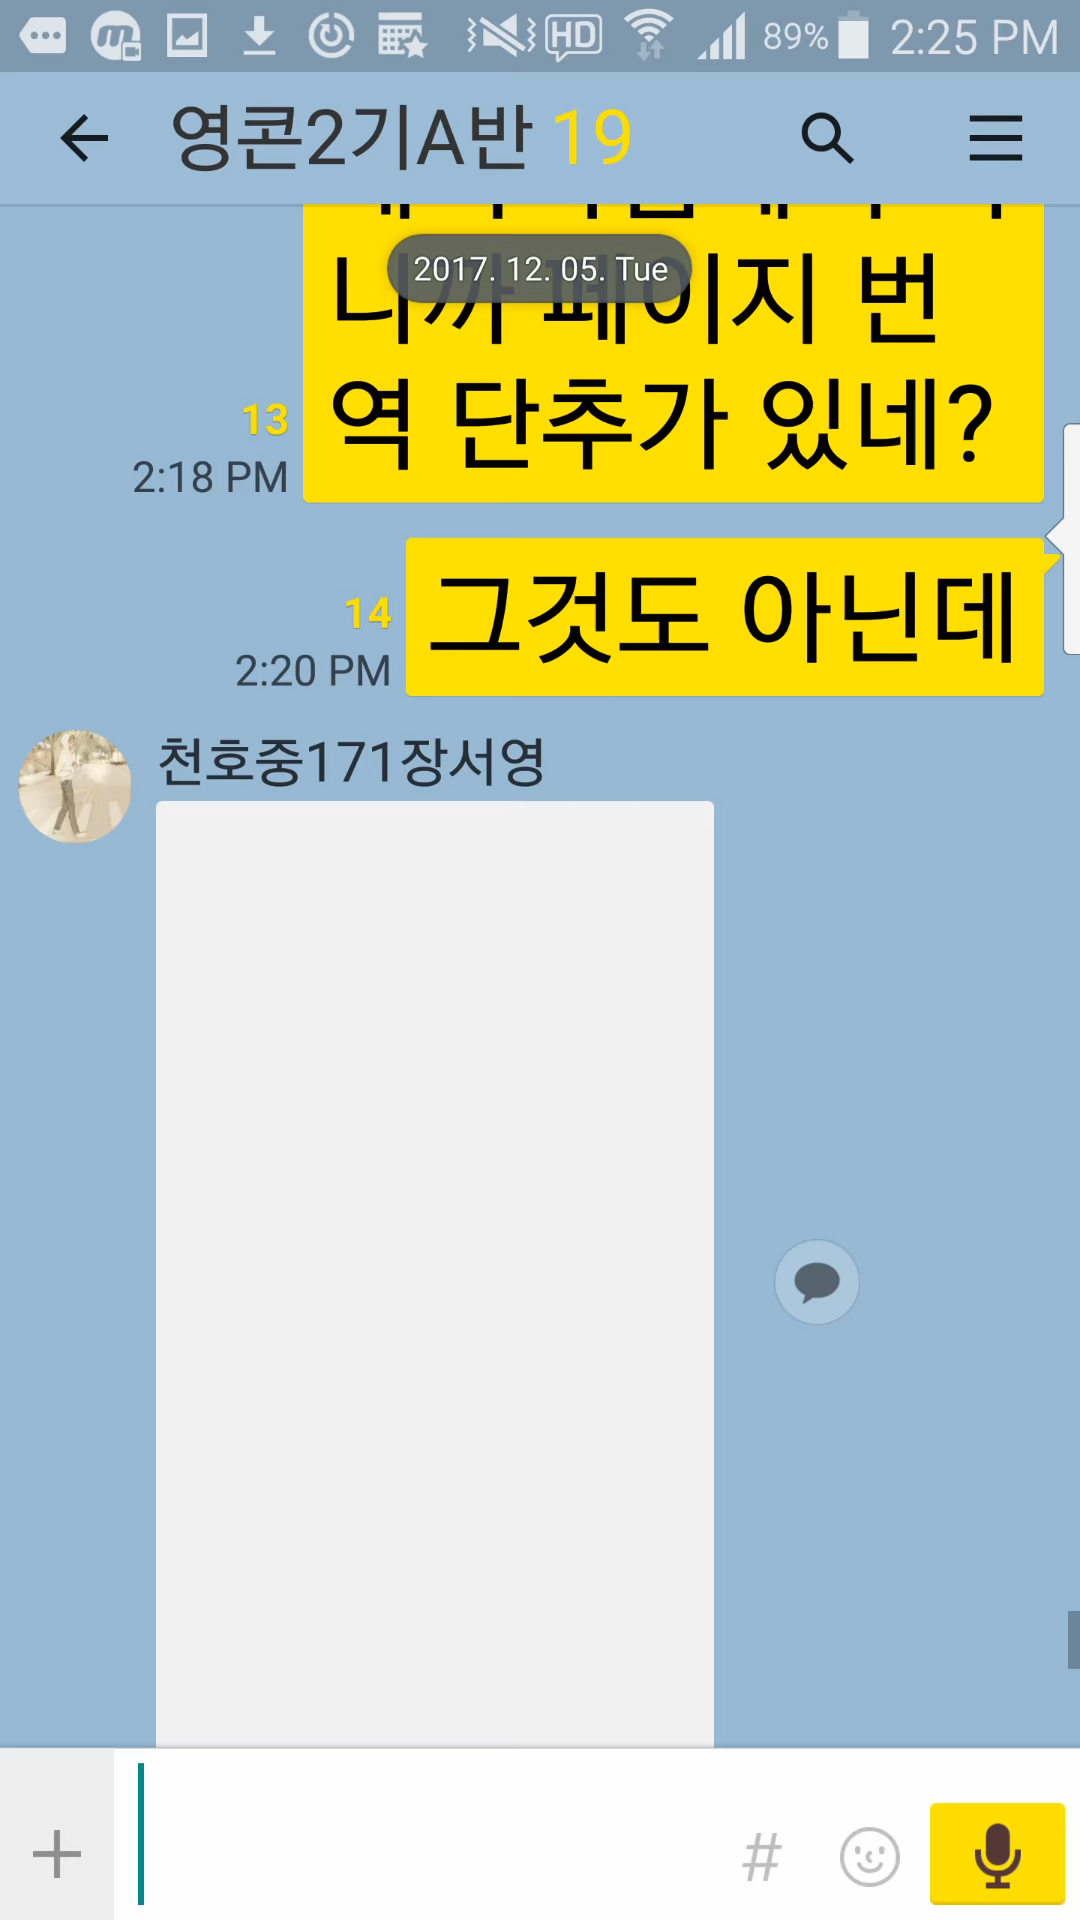 HD 89% 2:25 PM
영콘2기A반 19
2017. 12. 05. Tue
니까 페이지 번
역 단추가 있네?
13
2:18 PM
그것도 아닌데
14
2:20 PM
천호중171장서영
#